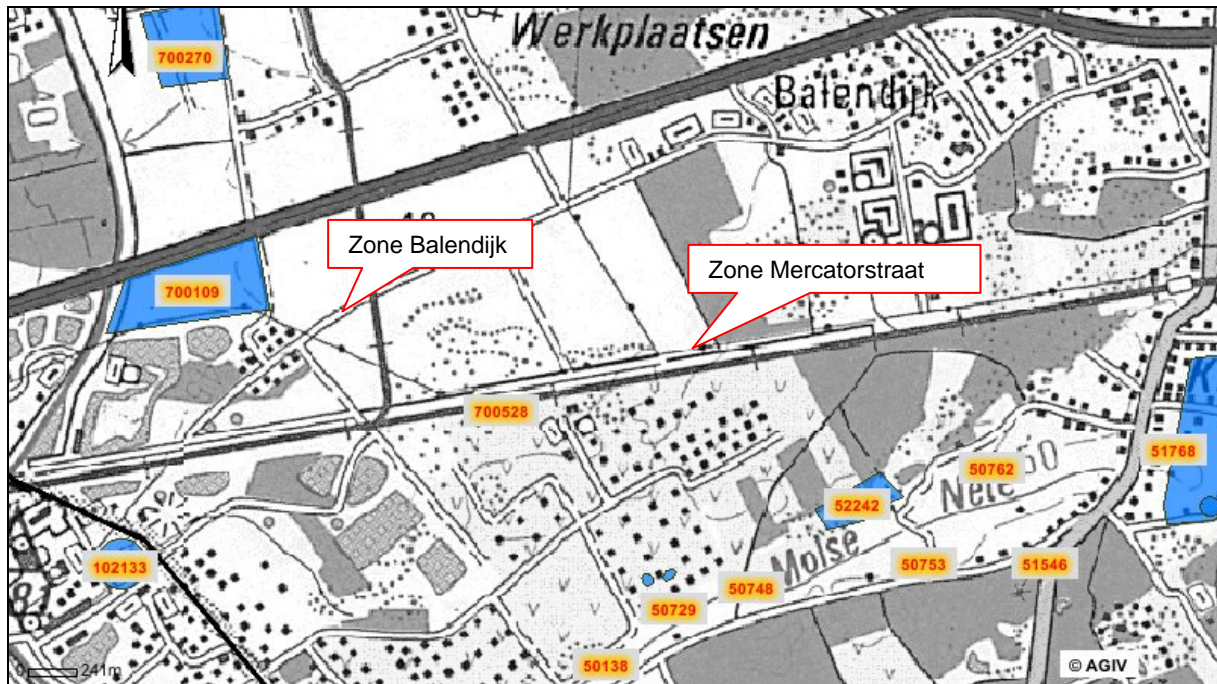 700270
Werkplaatsen
Balendijk
Zone Balendijk
Zone Mercatorstraat
700109
700528
51768
50762
Nete
52242
Molse
102133
50753
51546
50748
50729
50138
241m
© AGIV